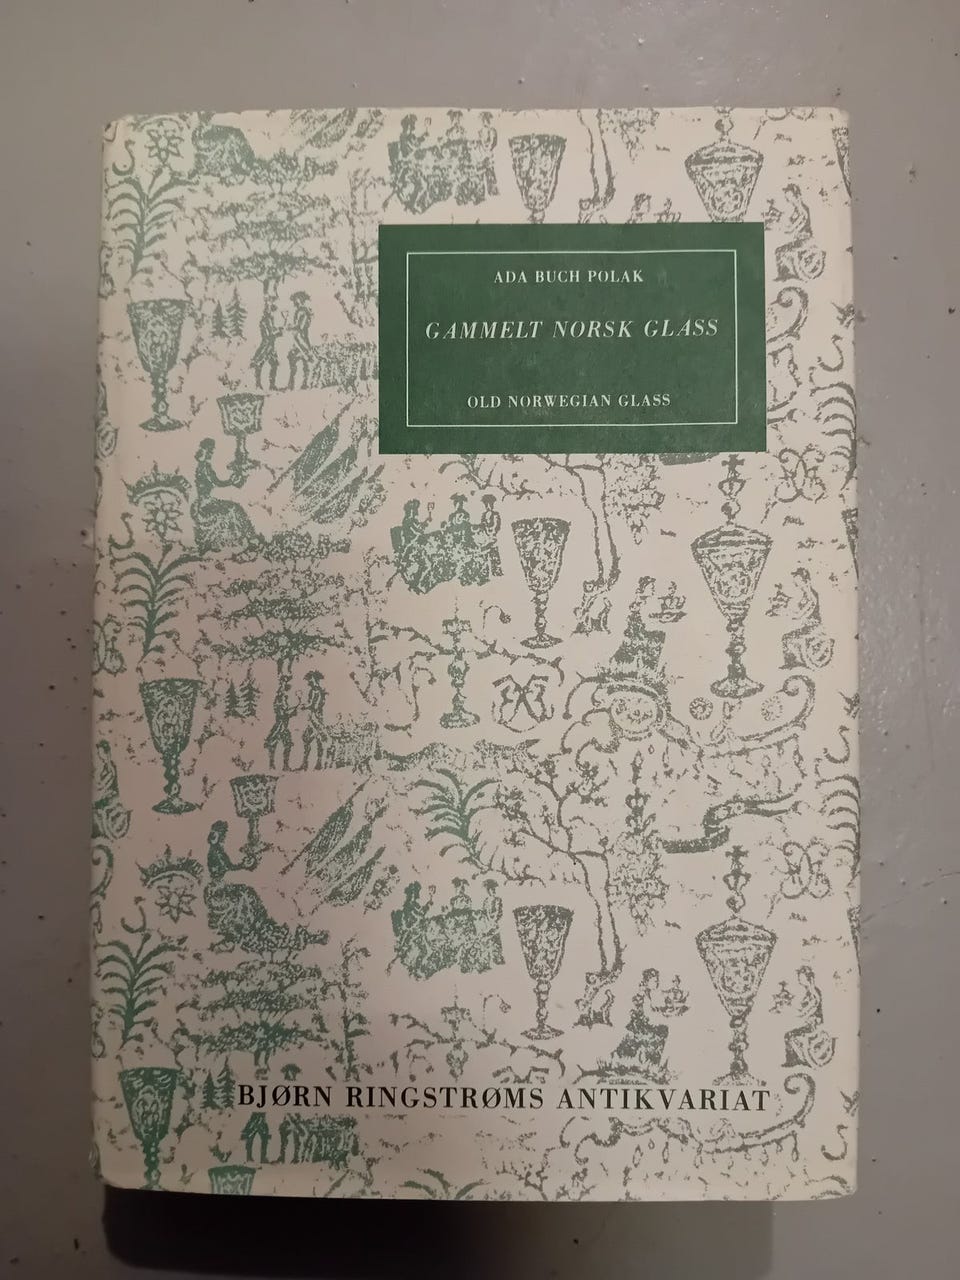 ADA BUCH POLAK
GAMMELT NORSK GLASS
OLD NORWEGIAN GLASS
BJØRN RINGSTRØMS ANTIKVARIAT